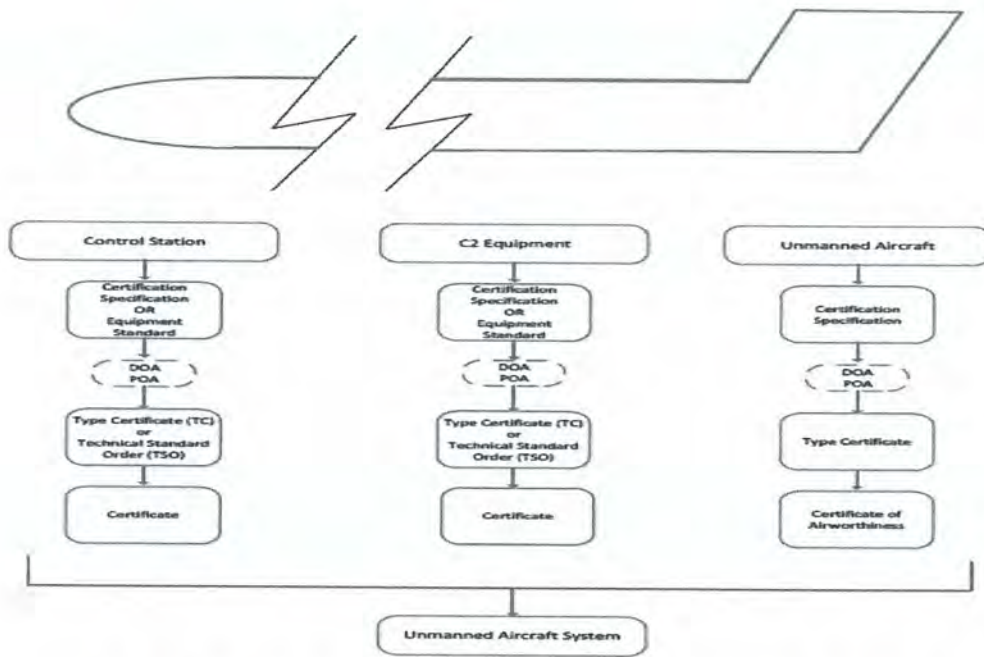 Control Station
C2 Equipment
Unmanned Aircraft
Certification
Specification
OR
Equipment
Standard
Certification
Specification
OR
Equipment
Standard
Certification
Specification
DOA
POA
DOA
POA
DOA
POA
Type Certificate (TC)
or
Technical Standard
Order (TSO)
Type Certificate (TC)
or
Technical Standard
Order (TSO)
Type Certificate
Certificate
Certificate
Certificate of
Airworthiness
Unmanned Aircraft System